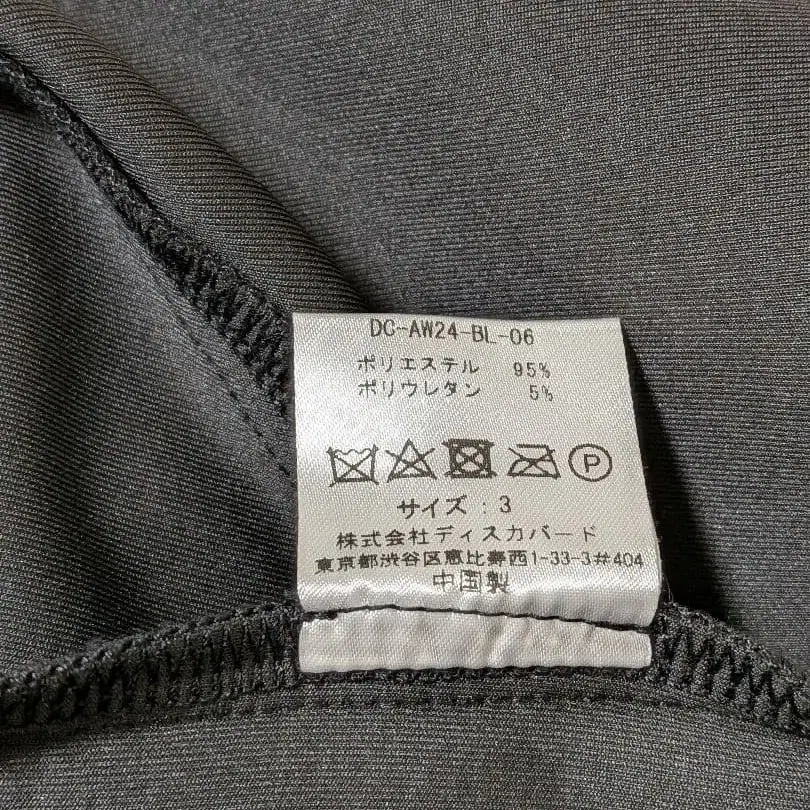 DC-AW24-BL-06
ポリエステル 95%
ポリウレタン 5%
P
サイズ : 3
株式会社ディスカバード
東京都渋谷区恵比寿西1-33-3#404
中国製